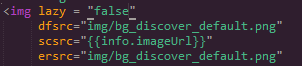 <img lazy = "false"
dfsrc="img/bg_discover_default.png"
scsrc="{{info.imageUrl}}"
ersrc="img/bg_discover_default.png"